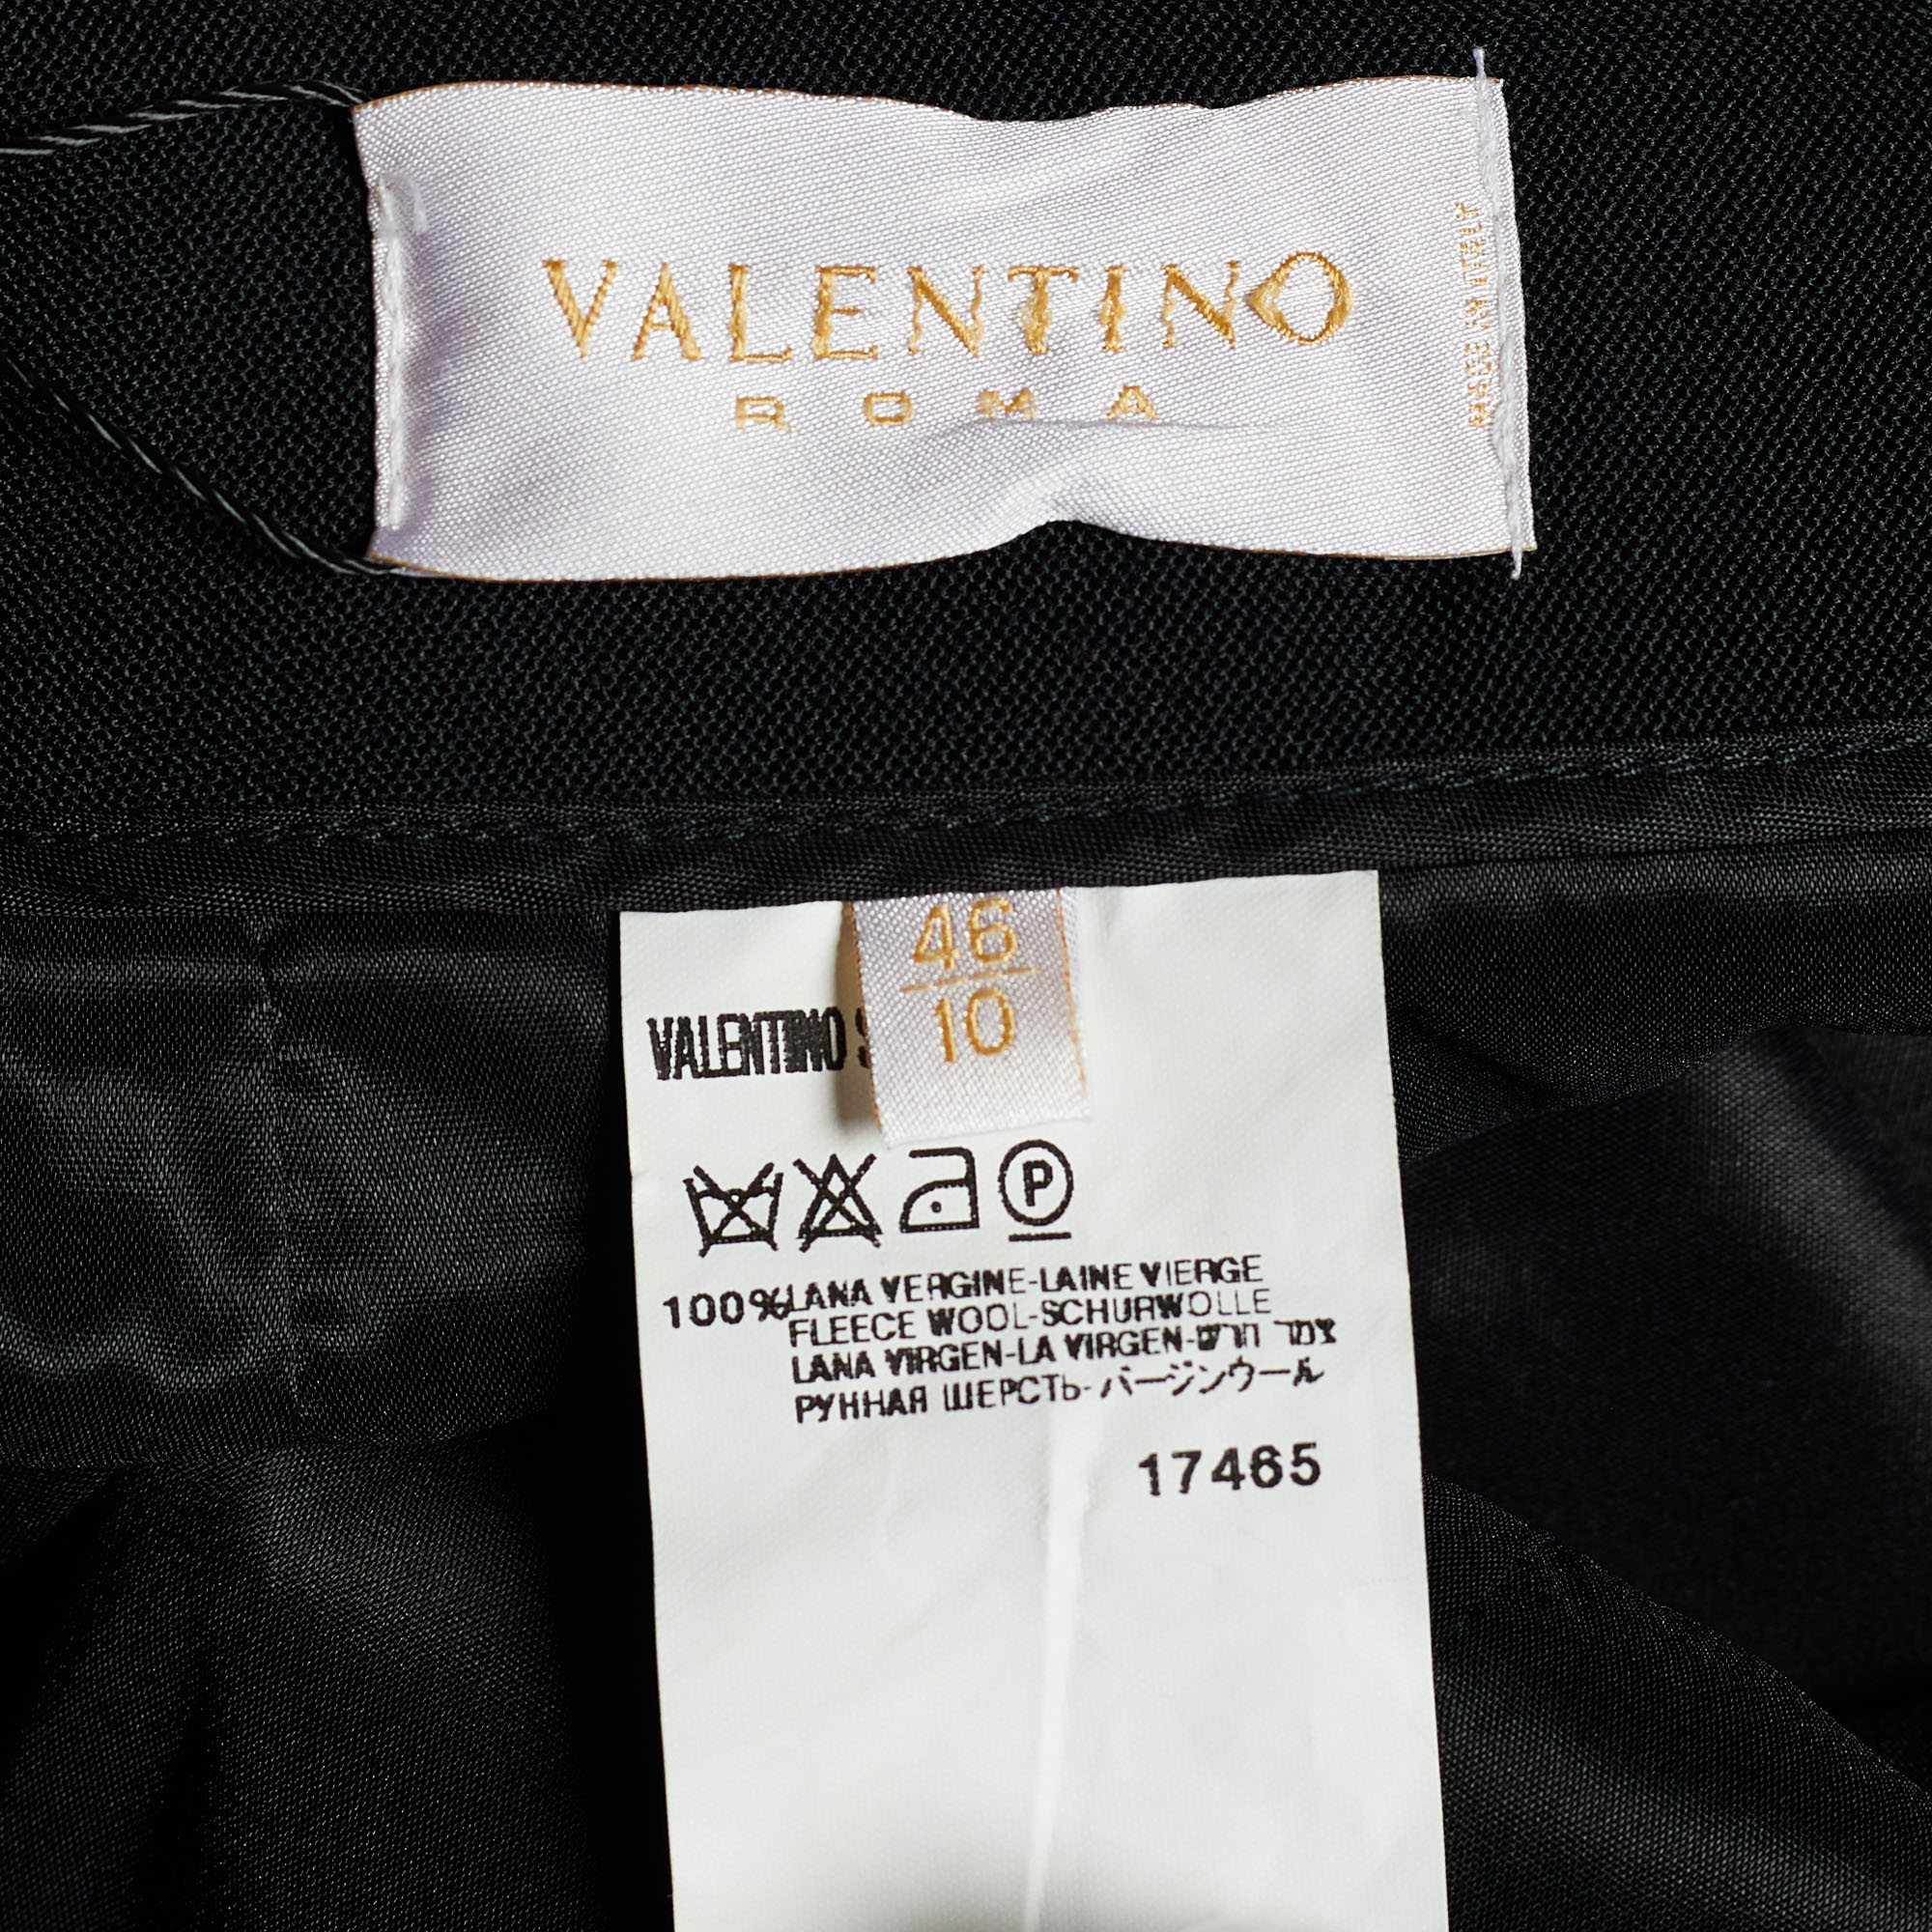 VALENTINO
ROMA
MADE IN ITALY
46
10
VALENTINO
P
100% LANA VERGINE-LAINE VIERGE
FLEECE WOOL-SCHURWOLLE
LANA VIRGEN-LA VIRGEN-צמר חדש
РУННАЯ ШЕРСТЬ-バージンウール
17465